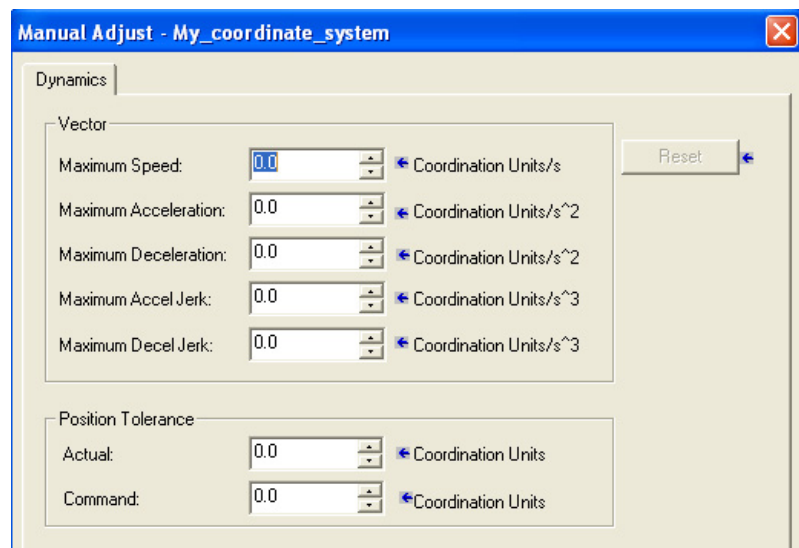 Manual Adjust - My_coordinate_system
Dynamics
Vector
Maximum Speed: 0.0 Coordination Units/s
Reset
Maximum Acceleration: 0.0 Coordination Units/s^2
Maximum Deceleration: 0.0 Coordination Units/s^2
Maximum Accel Jerk: 0.0 Coordination Units/s^3
Maximum Decel Jerk: 0.0 Coordination Units/s^3
Position Tolerance
Actual: 0.0 Coordination Units
Command: 0.0 Coordination Units